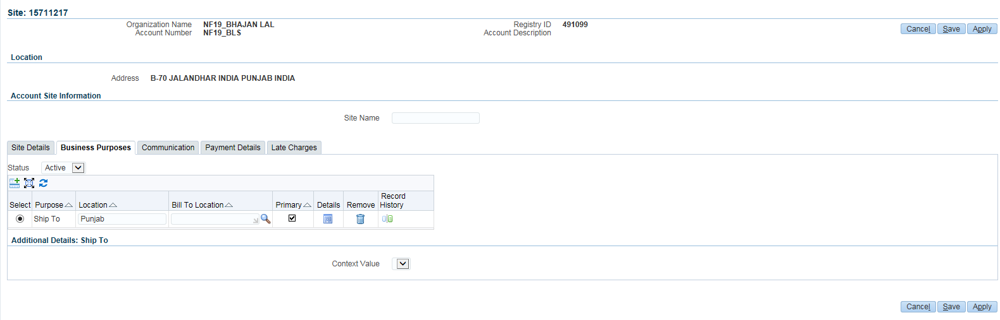 Site: 15711217
Organization Name NF19_BHAJAN LAL Registry ID 491099
Account Number NF19_BLS Account Description
Cancel Save Apply
Location
Address B-70 JALANDHAR INDIA PUNJAB INDIA
Account Site Information
Site Name
Site Details Business Purposes Communication Payment Details Late Charges
Status Active
Select Purpose Location Bill To Location Primary Details Remove Record History
Ship To Punjab
Additional Details: Ship To
Context Value
Cancel Save Apply